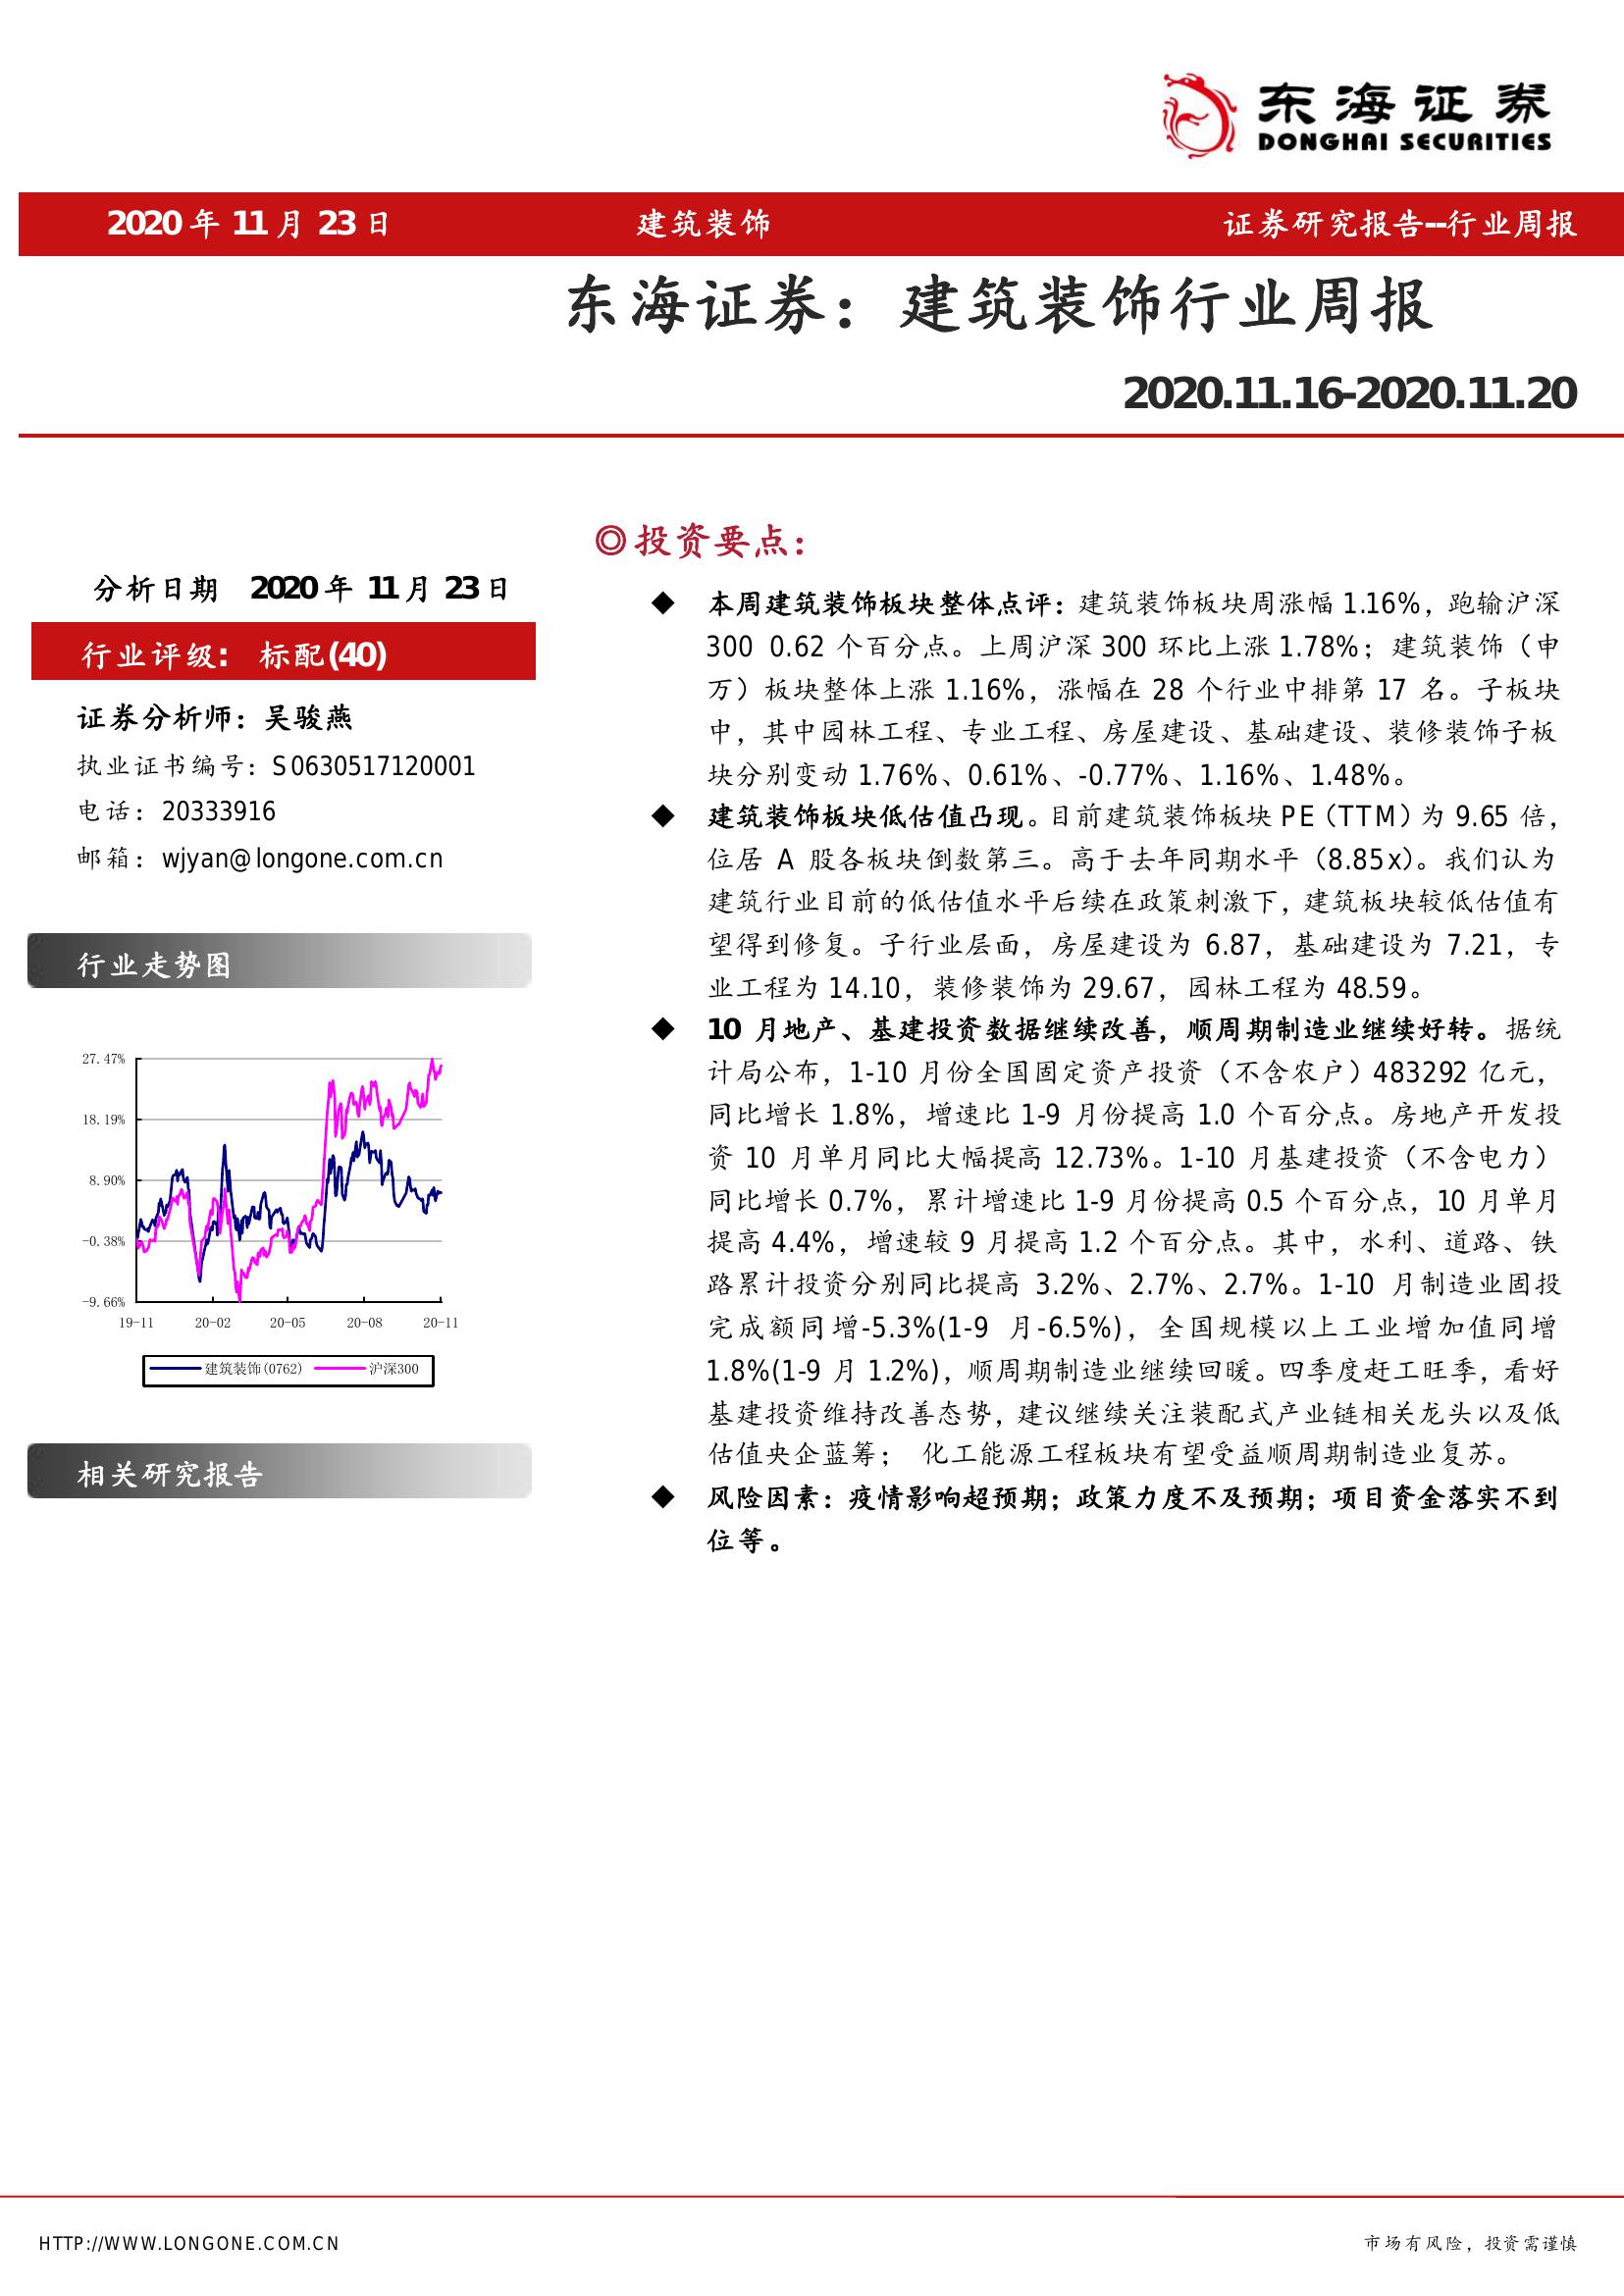 东海证券
DONGHAI SECURITIES
2020 年 11 月 23 日 建筑装饰 证券研究报告--行业周报
东海证券：建筑装饰行业周报
2020.11.16-2020.11.20
分析日期 2020 年 11 月 23 日
行业评级： 标配(40)
证券分析师：吴骏燕
执业证书编号：S0630517120001
电话：20333916
邮箱：wjyan@longone.com.cn
行业走势图
27.47%
18.19%
8.90%
-0.38%
-9.66%
19-11 20-02 20-05 20-08 20-11
建筑装饰(0762) 沪深300
相关研究报告
◎投资要点：
◆ 本周建筑装饰板块整体点评：建筑装饰板块周涨幅 1.16%，跑输沪深
300 0.62 个百分点。上周沪深 300 环比上涨 1.78%；建筑装饰（申
万）板块整体上涨 1.16%，涨幅在 28 个行业中排第 17 名。子板块
中，其中园林工程、专业工程、房屋建设、基础建设、装修装饰子板
块分别变动 1.76%、0.61%、-0.77%、1.16%、1.48%。
◆ 建筑装饰板块低估值凸现。目前建筑装饰板块 PE（TTM）为 9.65 倍，
位居 A 股各板块倒数第三。高于去年同期水平（8.85x）。我们认为
建筑行业目前的低估值水平后续在政策刺激下，建筑板块较低估值有
望得到修复。子行业层面，房屋建设为 6.87，基础建设为 7.21，专
业工程为 14.10，装修装饰为 29.67，园林工程为 48.59。
◆ 10 月地产、基建投资数据继续改善，顺周期制造业继续好转。据统
计局公布，1-10 月份全国固定资产投资（不含农户）483292 亿元，
同比增长 1.8%，增速比 1-9 月份提高 1.0 个百分点。房地产开发投
资 10 月单月同比大幅提高 12.73%。1-10 月基建投资（不含电力）
同比增长 0.7%，累计增速比 1-9 月份提高 0.5 个百分点，10 月单月
提高 4.4%，增速较 9 月提高 1.2 个百分点。其中，水利、道路、铁
路累计投资分别同比提高 3.2%、2.7%、2.7%。1-10 月制造业固投
完成额同增-5.3%(1-9 月-6.5%)，全国规模以上工业增加值同增
1.8%(1-9 月 1.2%)，顺周期制造业继续回暖。四季度赶工旺季，看好
基建投资维持改善态势，建议继续关注装配式产业链相关龙头以及低
估值央企蓝筹； 化工能源工程板块有望受益顺周期制造业复苏。
◆ 风险因素：疫情影响超预期；政策力度不及预期；项目资金落实不到
位等。
HTTP://WWW.LONGONE.COM.CN 市场有风险，投资需谨慎